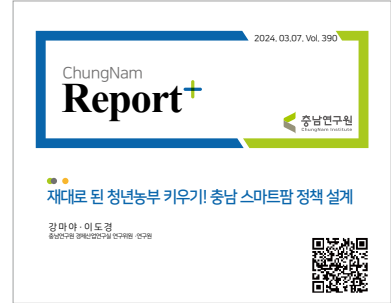 2024. 03.07. Vol. 390
ChungNam
Report+
충남연구원
ChungNam Institute
재대로 된 청년농부 키우기! 충남 스마트팜 정책 설계
강마야 · 이도경
충남연구원 경제산업연구실 연구위원 · 연구원